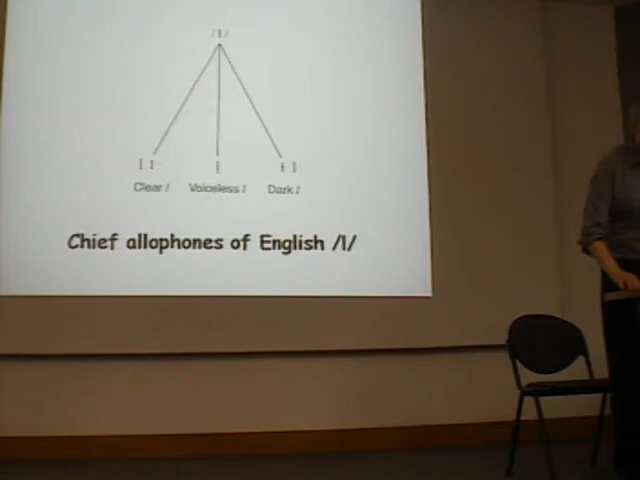 /l/
[ l l̥ ɫ ]
Clear l Voiceless l Dark l
Chief allophones of English /l/